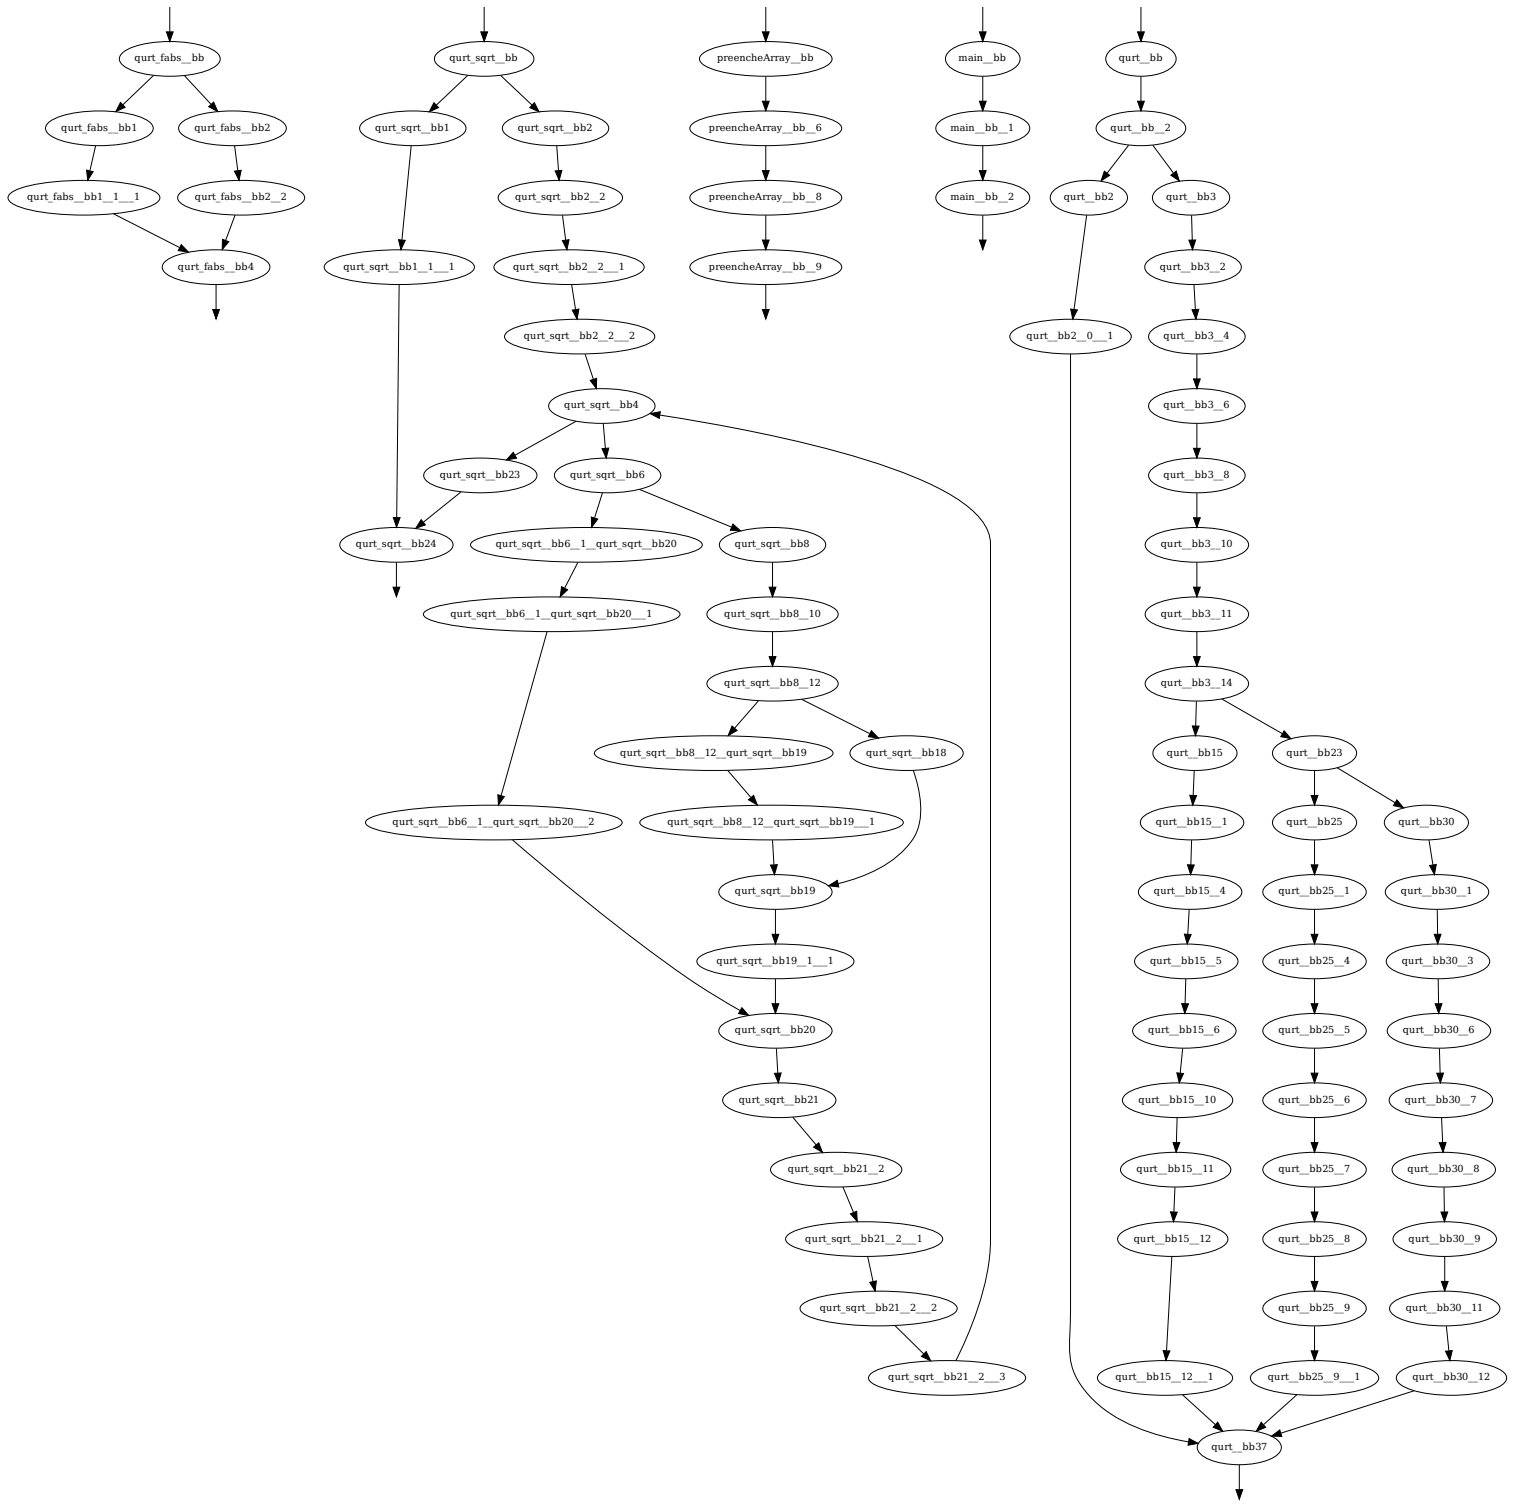 qurt_fabs__bb
qurt_sqrt__bb
preencheArray__bb
main__bb
qurt__bb
qurt_fabs__bb1
qurt_fabs__bb2
qurt_sqrt__bb1
qurt_sqrt__bb2
preencheArray__bb__6
main__bb__1
qurt__bb__2
qurt_fabs__bb1__1___1
qurt_fabs__bb2__2
qurt_sqrt__bb2__2
preencheArray__bb__8
main__bb__2
qurt__bb2
qurt__bb3
qurt_fabs__bb4
qurt_sqrt__bb1__1___1
qurt_sqrt__bb2__2___1
preencheArray__bb__9
qurt__bb3__2
qurt_sqrt__bb2__2___2
qurt__bb2__0___1
qurt__bb3__4
qurt_sqrt__bb4
qurt__bb3__6
qurt_sqrt__bb23
qurt_sqrt__bb6
qurt__bb3__8
qurt_sqrt__bb24
qurt_sqrt__bb6__1__qurt_sqrt__bb20
qurt_sqrt__bb8
qurt__bb3__10
qurt_sqrt__bb6__1__qurt_sqrt__bb20___1
qurt_sqrt__bb8__10
qurt__bb3__11
qurt_sqrt__bb8__12
qurt__bb3__14
qurt_sqrt__bb8__12__qurt_sqrt__bb19
qurt_sqrt__bb18
qurt__bb15
qurt__bb23
qurt_sqrt__bb6__1__qurt_sqrt__bb20___2
qurt_sqrt__bb8__12__qurt_sqrt__bb19___1
qurt__bb15__1
qurt__bb25
qurt__bb30
qurt_sqrt__bb19
qurt__bb15__4
qurt__bb25__1
qurt__bb30__1
qurt_sqrt__bb19__1___1
qurt__bb15__5
qurt__bb25__4
qurt__bb30__3
qurt_sqrt__bb20
qurt__bb15__6
qurt__bb25__5
qurt__bb30__6
qurt_sqrt__bb21
qurt__bb15__10
qurt__bb25__6
qurt__bb30__7
qurt_sqrt__bb21__2
qurt__bb15__11
qurt__bb25__7
qurt__bb30__8
qurt_sqrt__bb21__2___1
qurt__bb15__12
qurt__bb25__8
qurt__bb30__9
qurt_sqrt__bb21__2___2
qurt__bb25__9
qurt__bb30__11
qurt_sqrt__bb21__2___3
qurt__bb15__12___1
qurt__bb25__9___1
qurt__bb30__12
qurt__bb37